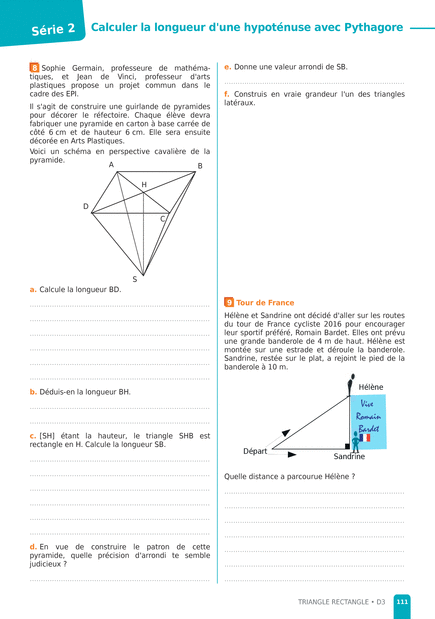 Série 2
Calculer la longueur d'une hypoténuse avec Pythagore
8 Sophie Germain, professeure de mathéma-
tiques, et Jean de Vinci, professeur d'arts
plastiques propose un projet commun dans le
cadre des EPI.
Il s'agit de construire une guirlande de pyramides
pour décorer le réfectoire. Chaque élève devra
fabriquer une pyramide en carton à base carrée de
côté 6 cm et de hauteur 6 cm. Elle sera ensuite
décorée en Arts Plastiques.
Voici un schéma en perspective cavalière de la
pyramide.
A
B
H
D
C
S
a. Calcule la longueur BD.
b. Déduis-en la longueur BH.
c. [SH] étant la hauteur, le triangle SHB est
rectangle en H. Calcule la longueur SB.
d. En vue de construire le patron de cette
pyramide, quelle précision d'arrondi te semble
judicieux ?
e. Donne une valeur arrondi de SB.
f. Construis en vraie grandeur l'un des triangles
latéraux.
9 Tour de France
Hélène et Sandrine ont décidé d'aller sur les routes
du tour de France cycliste 2016 pour encourager
leur sportif préféré, Romain Bardet. Elles ont prévu
une grande banderole de 4 m de haut. Hélène est
montée sur une estrade et déroule la banderole.
Sandrine, restée sur le plat, a rejoint le pied de la
banderole à 10 m.
Hélène
Vive
Romain
Bardet
Départ
Sandrine
Quelle distance a parcourue Hélène ?
TRIANGLE RECTANGLE • D3
111